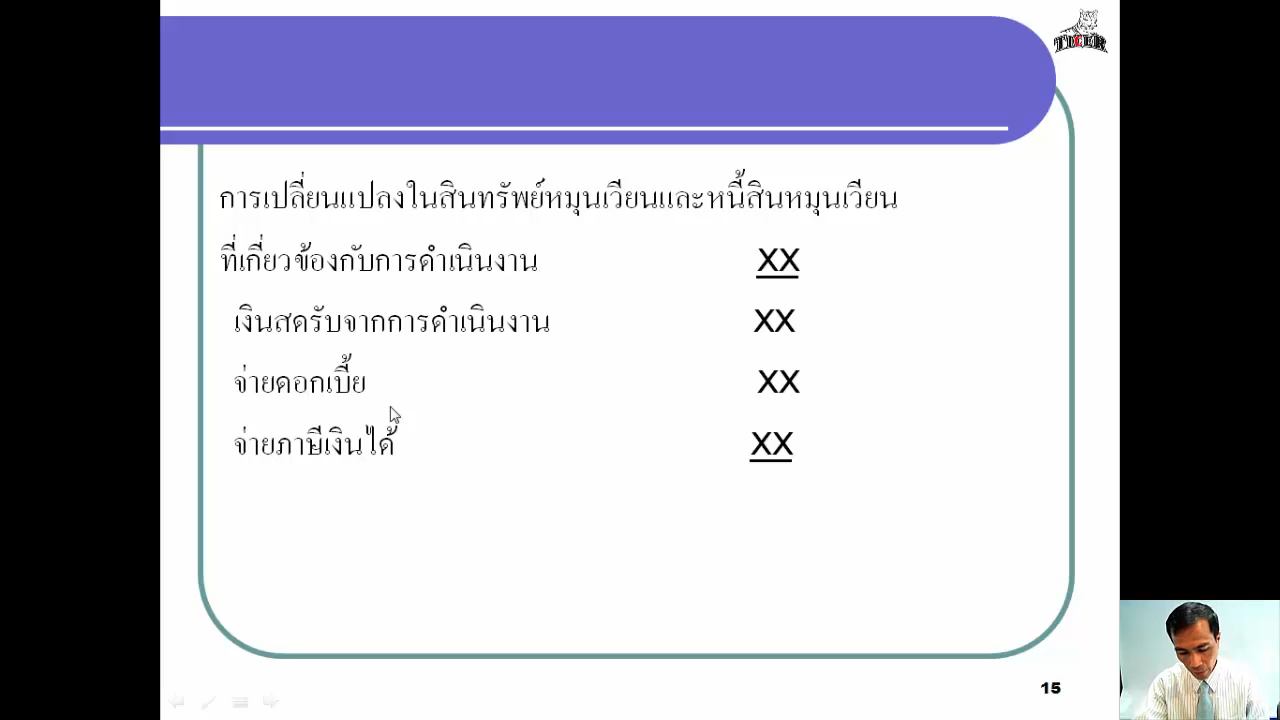 TIGER
การเปลี่ยนแปลงในสินทรัพย์หมุนเวียนและหนี้สินหมุนเวียน
ที่เกี่ยวข้องกับการดำเนินงาน XX
เงินสดรับจากการดำเนินงาน XX
จ่ายดอกเบี้ย XX
จ่ายภาษีเงินได้ XX
15